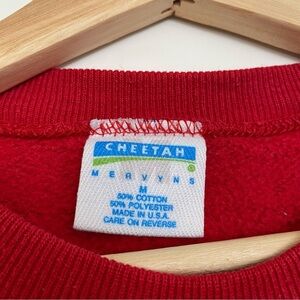 CHEETAH
MERVYNS
M
50% COTTON
50% POLYESTER
MADE IN U.S.A.
CARE ON REVERSE